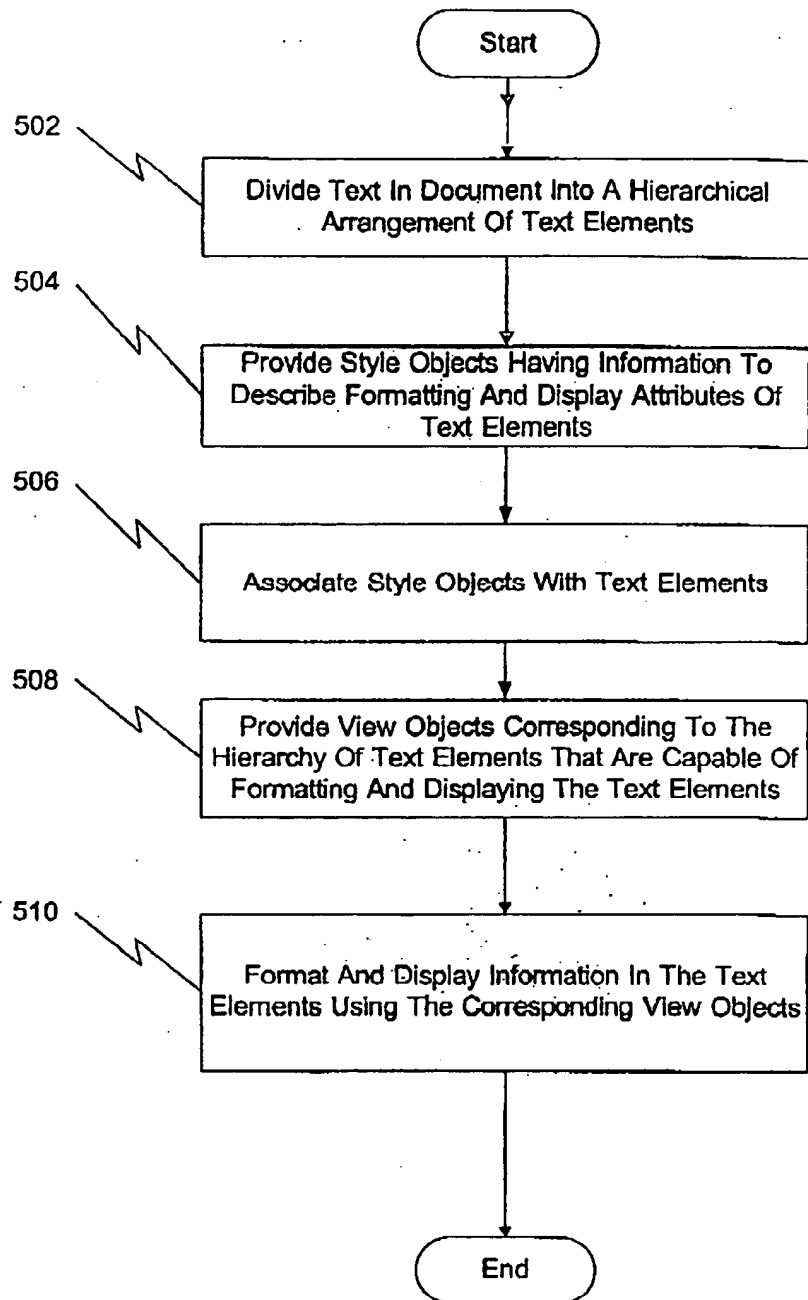 Start
502
Divide Text In Document Into A Hierarchical
Arrangement Of Text Elements
504
Provide Style Objects Having Information To
Describe Formatting And Display Attributes Of
Text Elements
506
Associate Style Objects With Text Elements
508
Provide View Objects Corresponding To The
Hierarchy Of Text Elements That Are Capable Of
Formatting And Displaying The Text Elements
510
Format And Display Information In The Text
Elements Using The Corresponding View Objects
End